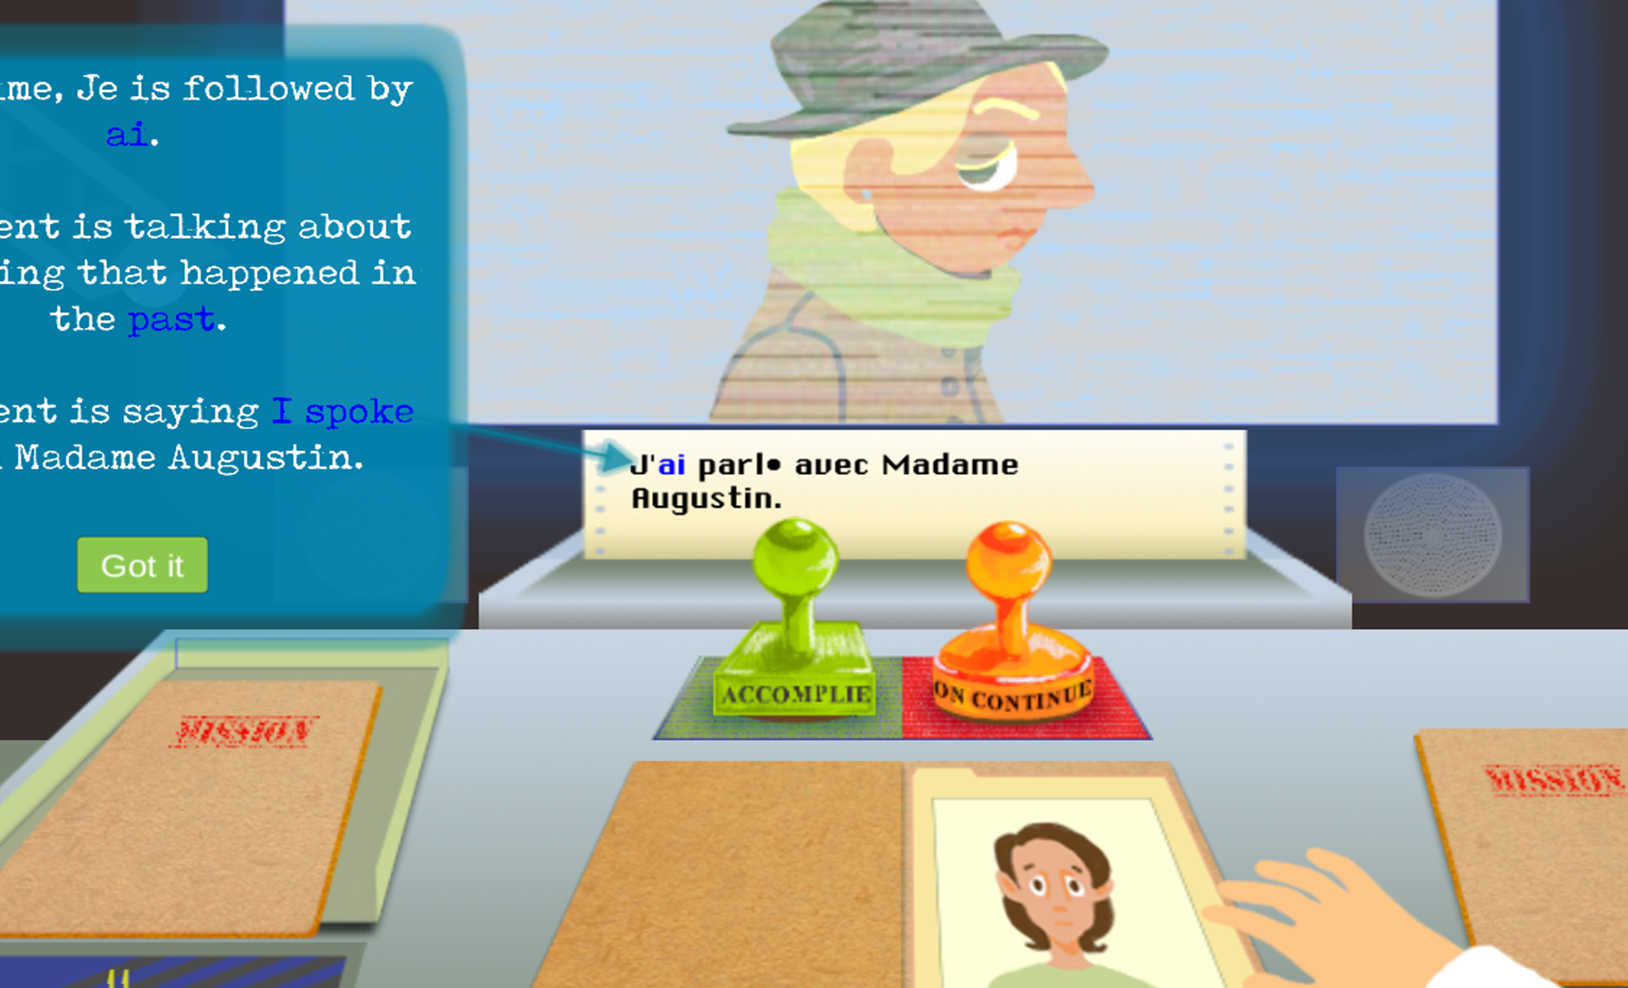 me, Je is followed by
ai.
ent is talking about
ing that happened in
the past.
ent is saying I spoke
Madame Augustin.
Got it
J'ai parl• avec Madame
Augustin.
ACCOMPLIE
ON CONTINUE
MISSION
MISSION